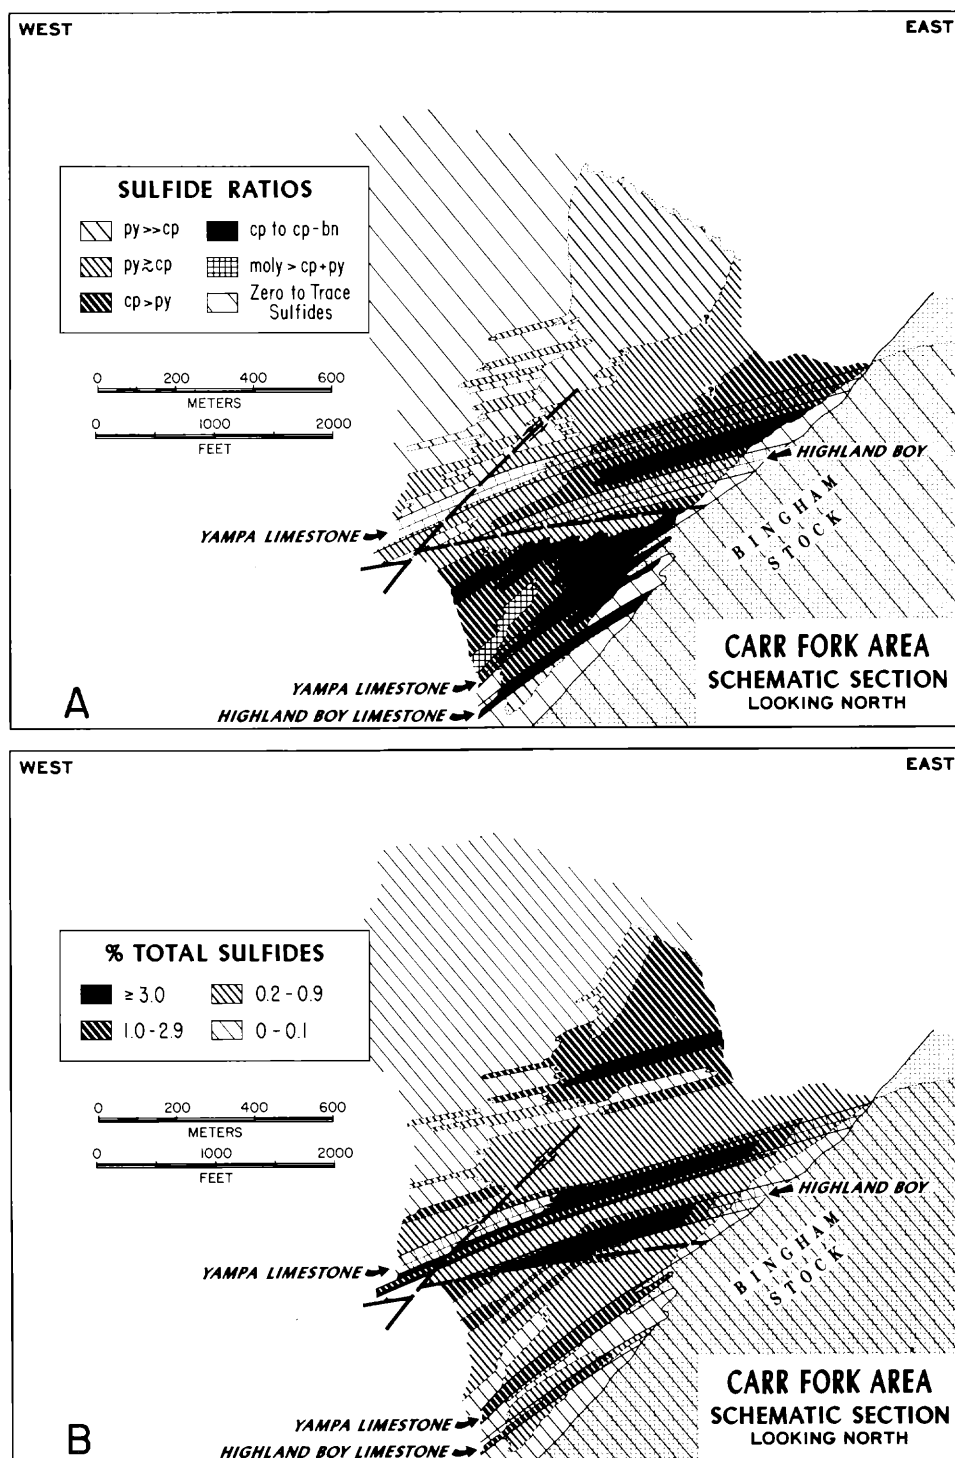 WEST
EAST
SULFIDE RATIOS
py>>cp
cp to cp-bn
py≳cp
moly > cp+py
cp>py
Zero to Trace
Sulfides
0 200 400 600
METERS
0 1000 2000
FEET
HIGHLAND BOY
YAMPA LIMESTONE
BINGHAM
STOCK
YAMPA LIMESTONE
HIGHLAND BOY LIMESTONE
CARR FORK AREA
SCHEMATIC SECTION
LOOKING NORTH
A
WEST
EAST
% TOTAL SULFIDES
≥ 3.0
0.2-0.9
1.0-2.9
0-0.1
0 200 400 600
METERS
0 1000 2000
FEET
HIGHLAND BOY
YAMPA LIMESTONE
BINGHAM
STOCK
YAMPA LIMESTONE
HIGHLAND BOY LIMESTONE
CARR FORK AREA
SCHEMATIC SECTION
LOOKING NORTH
B